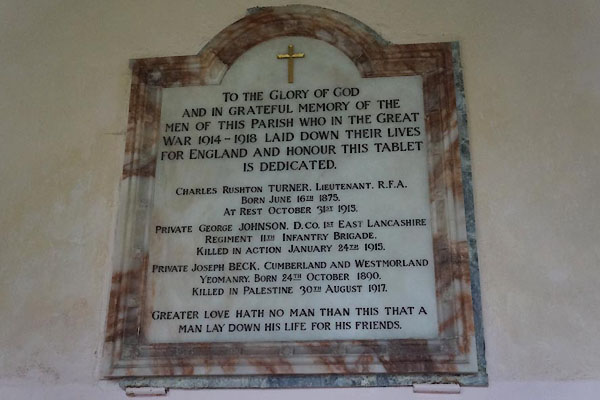 TO THE GLORY OF GOD
AND IN GRATEFUL MEMORY OF THE
MEN OF THIS PARISH WHO IN THE GREAT
WAR 1914-1918 LAID DOWN THEIR LIVES
FOR ENGLAND AND HONOUR THIS TABLET
IS DEDICATED.
CHARLES RUSHTON TURNER, LIEUTENANT, R.F.A.
BORN JUNE 16TH 1875.
AT REST OCTOBER 31ST 1915.
PRIVATE GEORGE JOHNSON, D.CO. 1ST EAST LANCASHIRE
REGIMENT 11TH INFANTRY BRIGADE.
KILLED IN ACTION JANUARY 24TH 1915.
PRIVATE JOSEPH BECK, CUMBERLAND AND WESTMORLAND
YEOMANRY, BORN 24TH OCTOBER 1890.
KILLED IN PALESTINE 30TH AUGUST 1917.
GREATER LOVE HATH NO MAN THAN THIS THAT A
MAN LAY DOWN HIS LIFE FOR HIS FRIENDS.